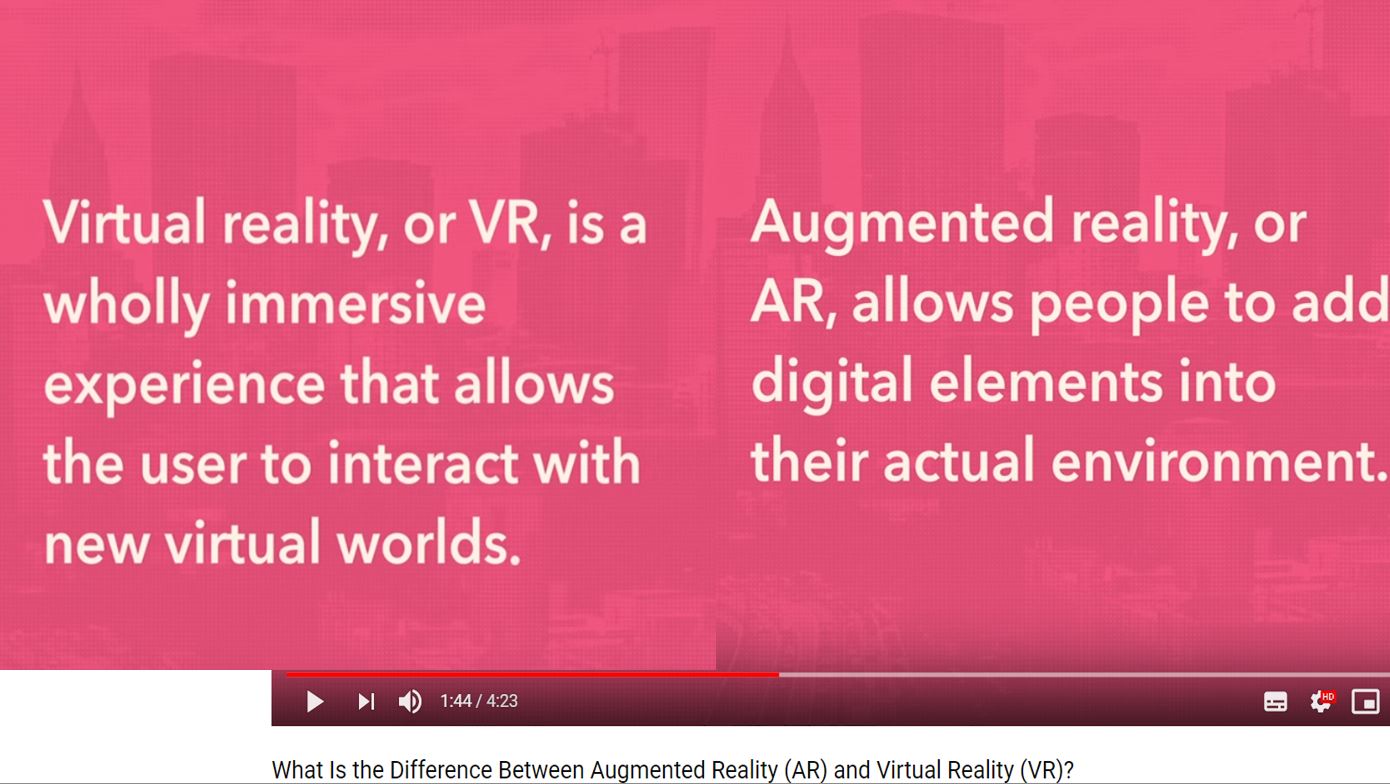 Virtual reality, or VR, is a
wholly immersive
experience that allows
the user to interact with
new virtual worlds.
Augmented reality, or
AR, allows people to add
digital elements into
their actual environment.
1:44 / 4:23
HD
What Is the Difference Between Augmented Reality (AR) and Virtual Reality (VR)?